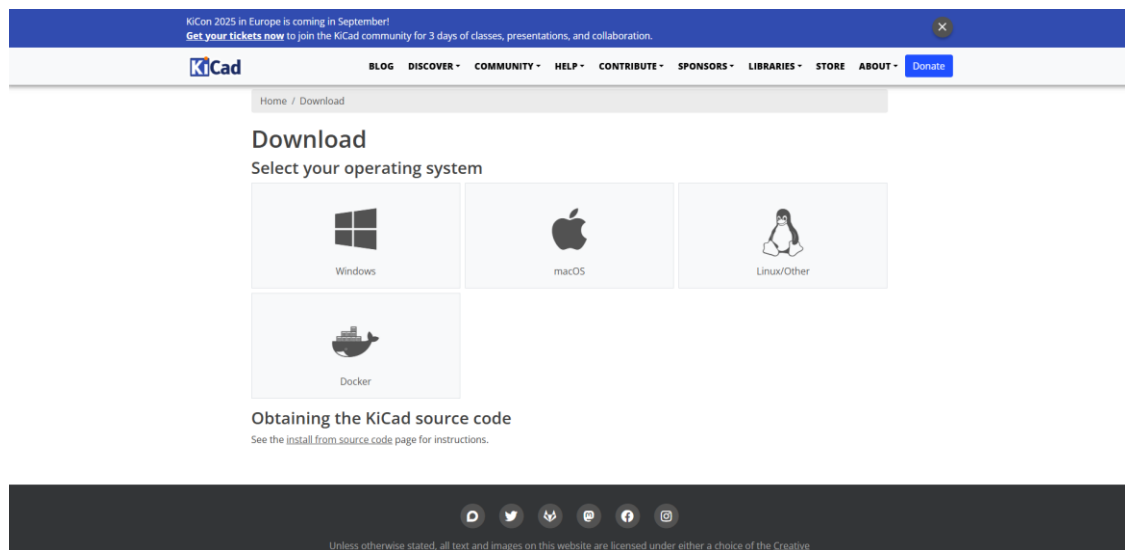 KiCon 2025 in Europe is coming in September!
Get your tickets now to join the KiCad community for 3 days of classes, presentations, and collaboration.
KiCad
BLOG DISCOVER COMMUNITY HELP CONTRIBUTE SPONSORS LIBRARIES STORE ABOUT Donate
Home / Download
Download
Select your operating system
Windows macOS Linux/Other
Docker
Obtaining the KiCad source code
See the install from source code page for instructions.
Unless otherwise stated, all text and images on this website are licensed under either a choice of the Creative